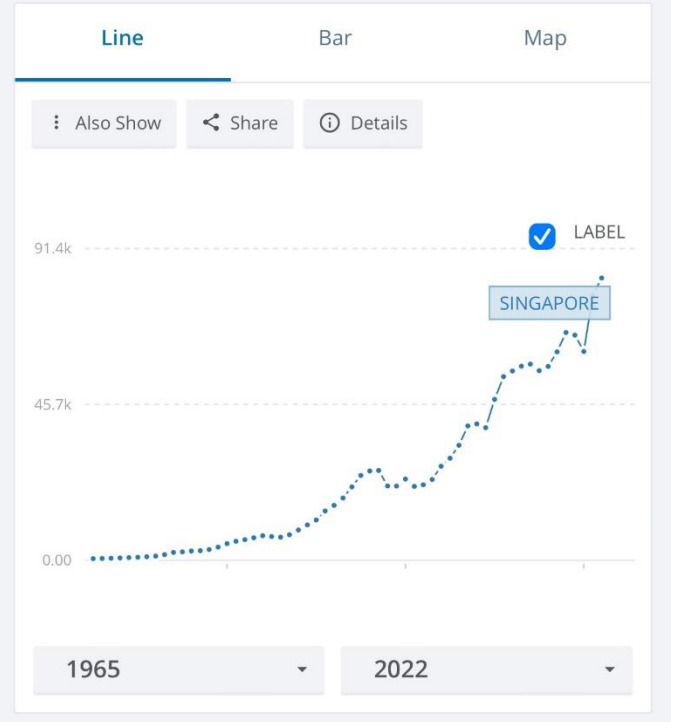 Line Bar Map
Also Show Share Details
LABEL
91.4k
SINGAPORE
45.7k
0.00
1965 2022